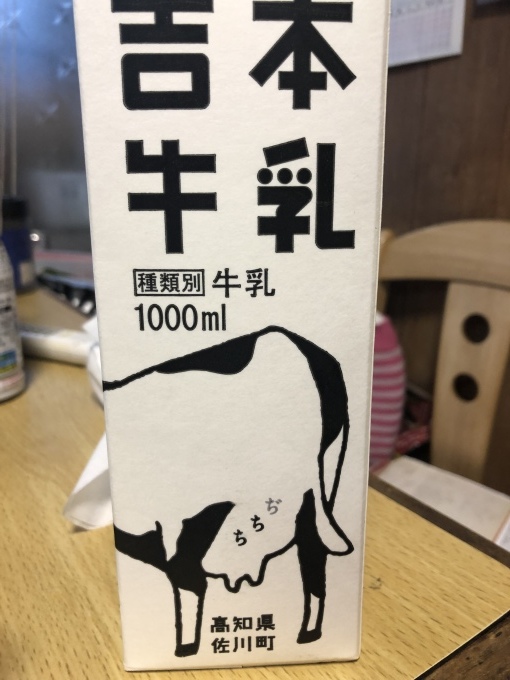 吉本
牛乳
種類別 牛乳
1000ml
ちちぢ
高知県
佐川町